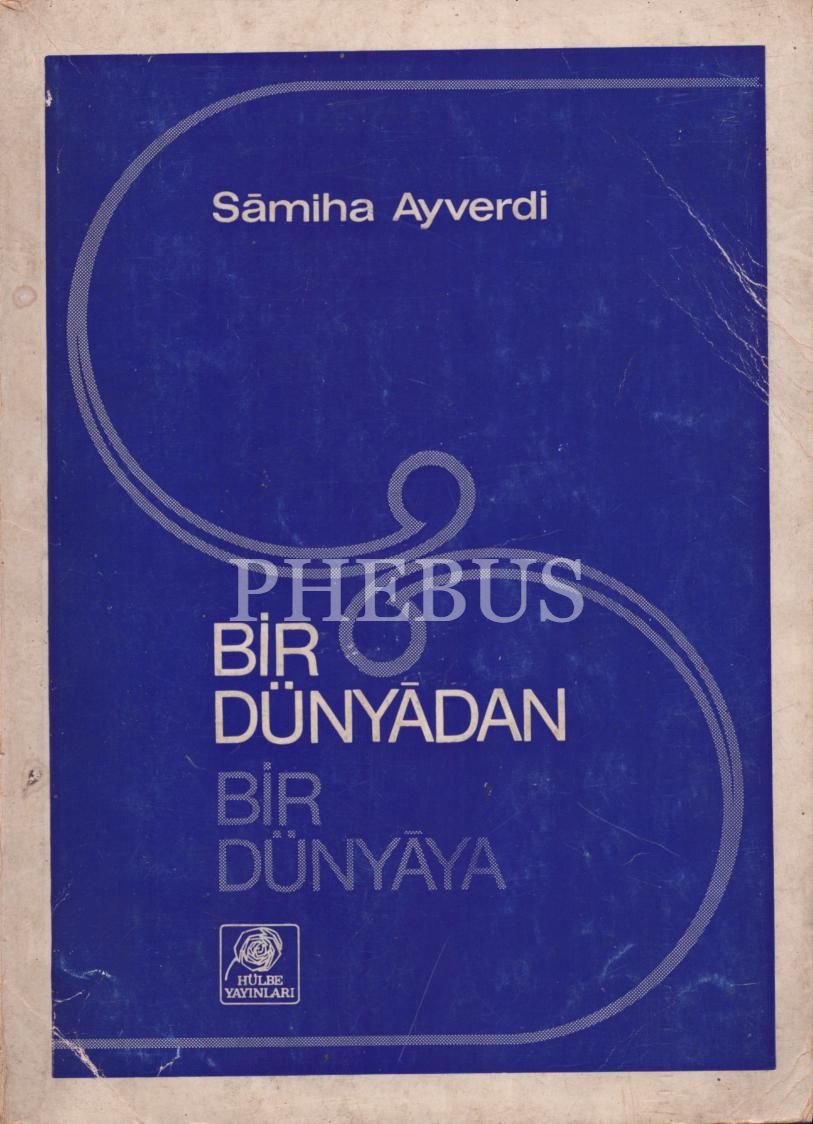 Sāmiha Ayverdi
PHEBUS
BİR
DÜNYĀDAN
BİR
DÜNYĀYA
HÜLBE
YAYINLARI